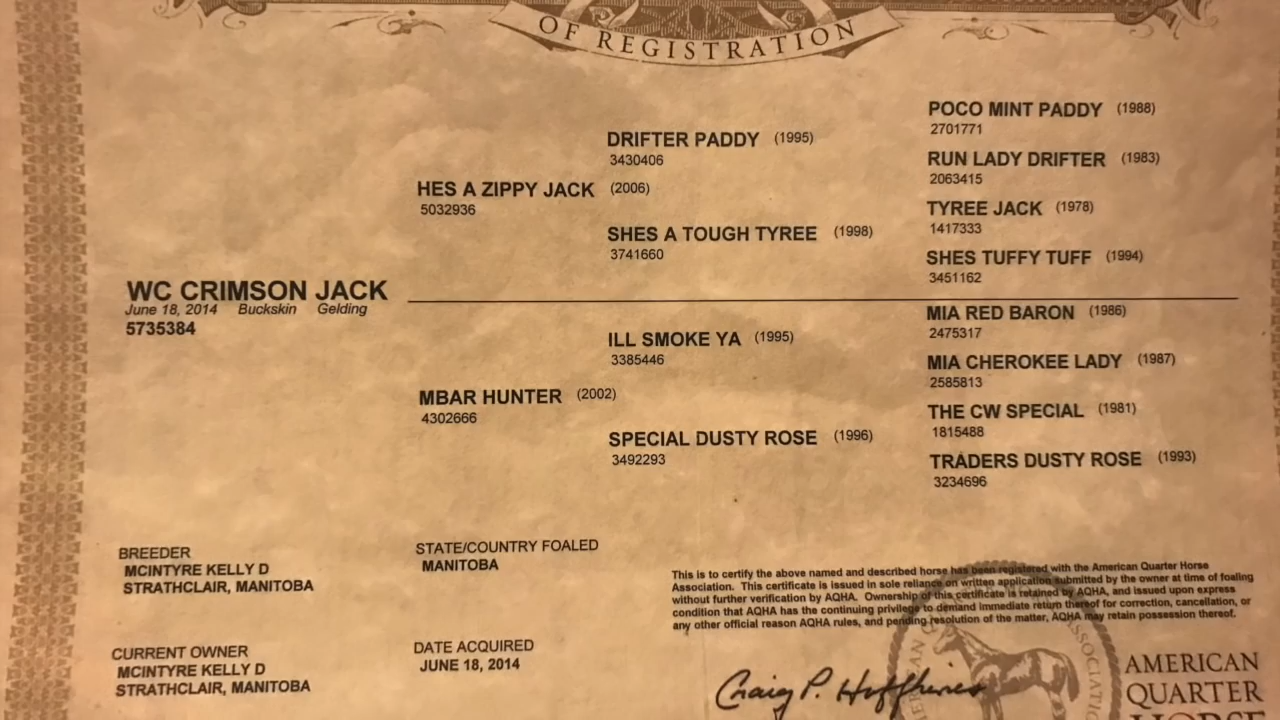 OF REGISTRATION
POCO MINT PADDY (1988)
2701771
DRIFTER PADDY (1995)
3430406
RUN LADY DRIFTER (1983)
2063415
HES A ZIPPY JACK (2006)
5032936
TYREE JACK (1978)
1417333
SHES A TOUGH TYREE (1998)
3741660
SHES TUFFY TUFF (1994)
3451162
WC CRIMSON JACK
June 18, 2014 Buckskin Gelding
5735384
MIA RED BARON (1986)
2475317
ILL SMOKE YA (1995)
3385446
MIA CHEROKEE LADY (1987)
2585813
MBAR HUNTER (2002)
4302666
THE CW SPECIAL (1981)
1815488
SPECIAL DUSTY ROSE (1996)
3492293
TRADERS DUSTY ROSE (1993)
3234696
BREEDER
MCINTYRE KELLY D
STRATHCLAIR, MANITOBA
STATE/COUNTRY FOALED
MANITOBA
This is to certify the above named and described horse has been registered with the American Quarter Horse
Association. This certificate is issued in sole reliance on written application submitted by the owner at time of foaling
without further verification by AQHA. Ownership of this certificate is retained by AQHA, and issued upon express
condition that AQHA has the continuing privilege to demand immediate return thereof for correction, cancellation, or
any other official reason AQHA rules, and pending resolution of the matter, AQHA may retain possession thereof.
CURRENT OWNER
MCINTYRE KELLY D
STRATHCLAIR, MANITOBA
DATE ACQUIRED
JUNE 18, 2014
Craig P. Huffhines
AMERICAN
QUARTER
HORSE